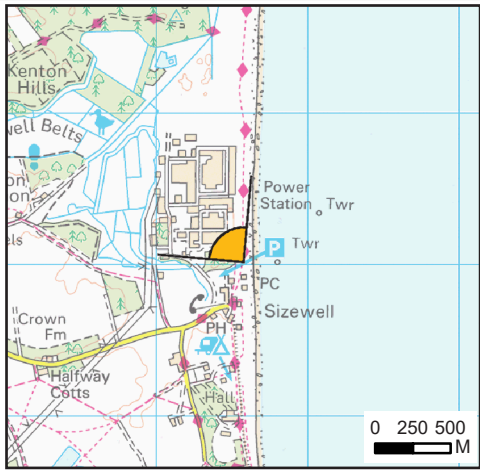 Kenton
Hills
well Belts
on
on
els
Power
Station
Twr
P
Twr
PC
Sizewell
Crown
Fm
PH
Halfway
Cotts
Hall
0 250 500
M